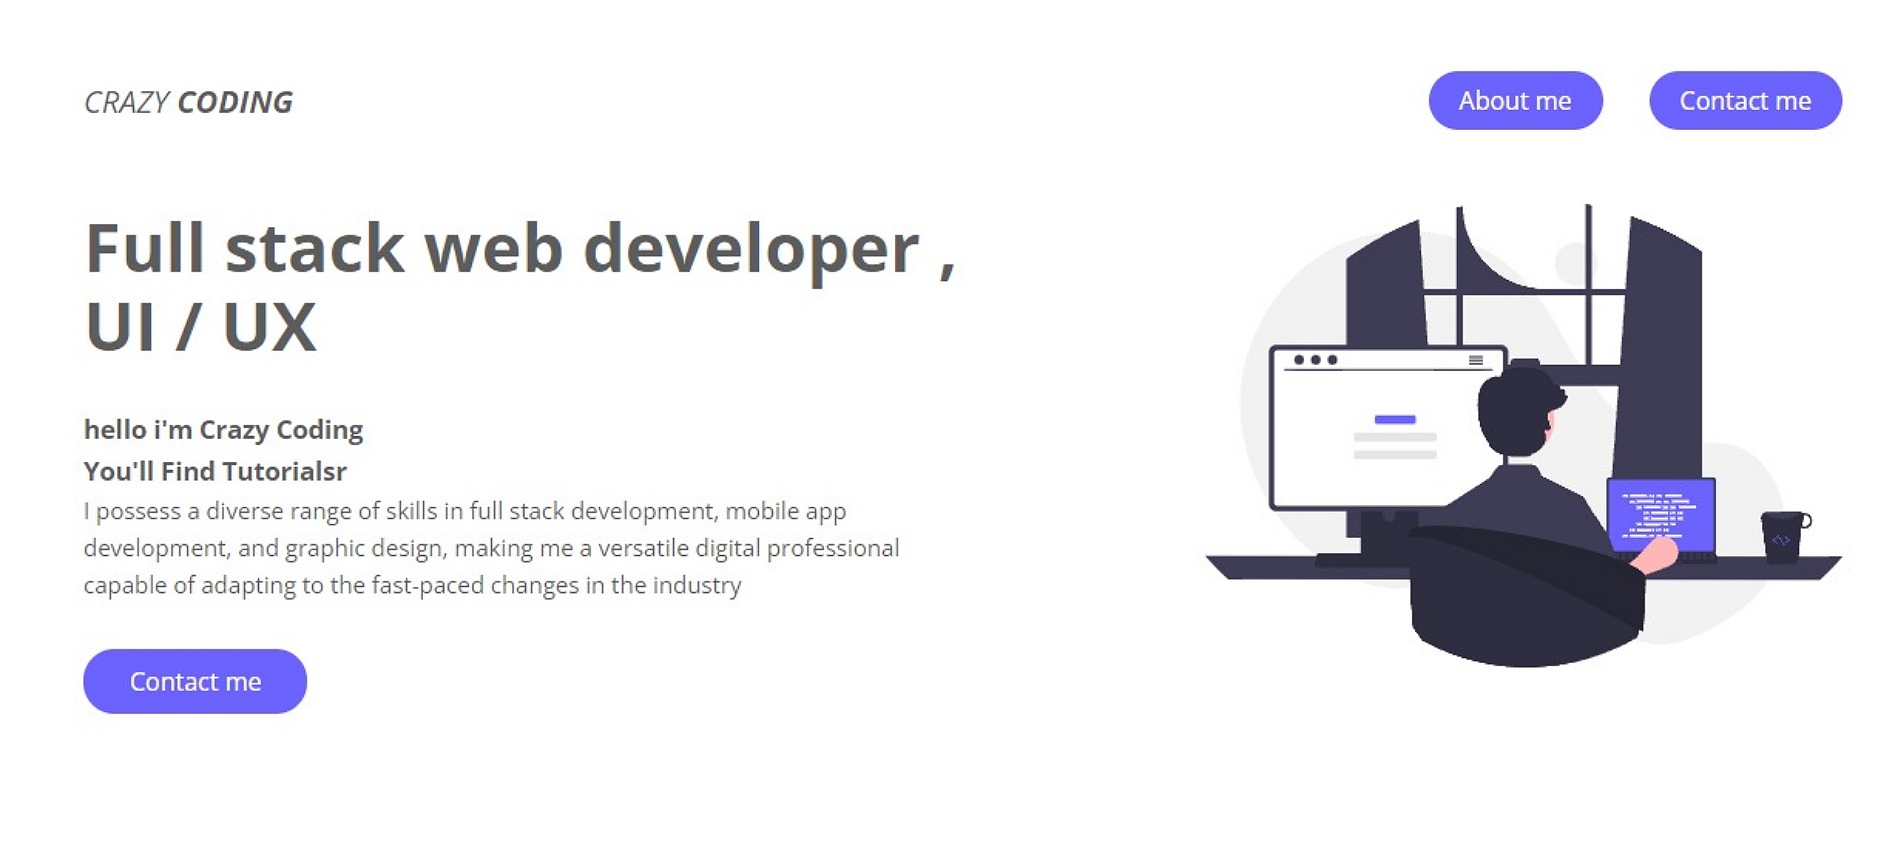 CRAZY CODING
About me
Contact me
Full stack web developer ,
UI / UX
hello i'm Crazy Coding
You'll Find Tutorialsr
I possess a diverse range of skills in full stack development, mobile app
development, and graphic design, making me a versatile digital professional
capable of adapting to the fast-paced changes in the industry
Contact me